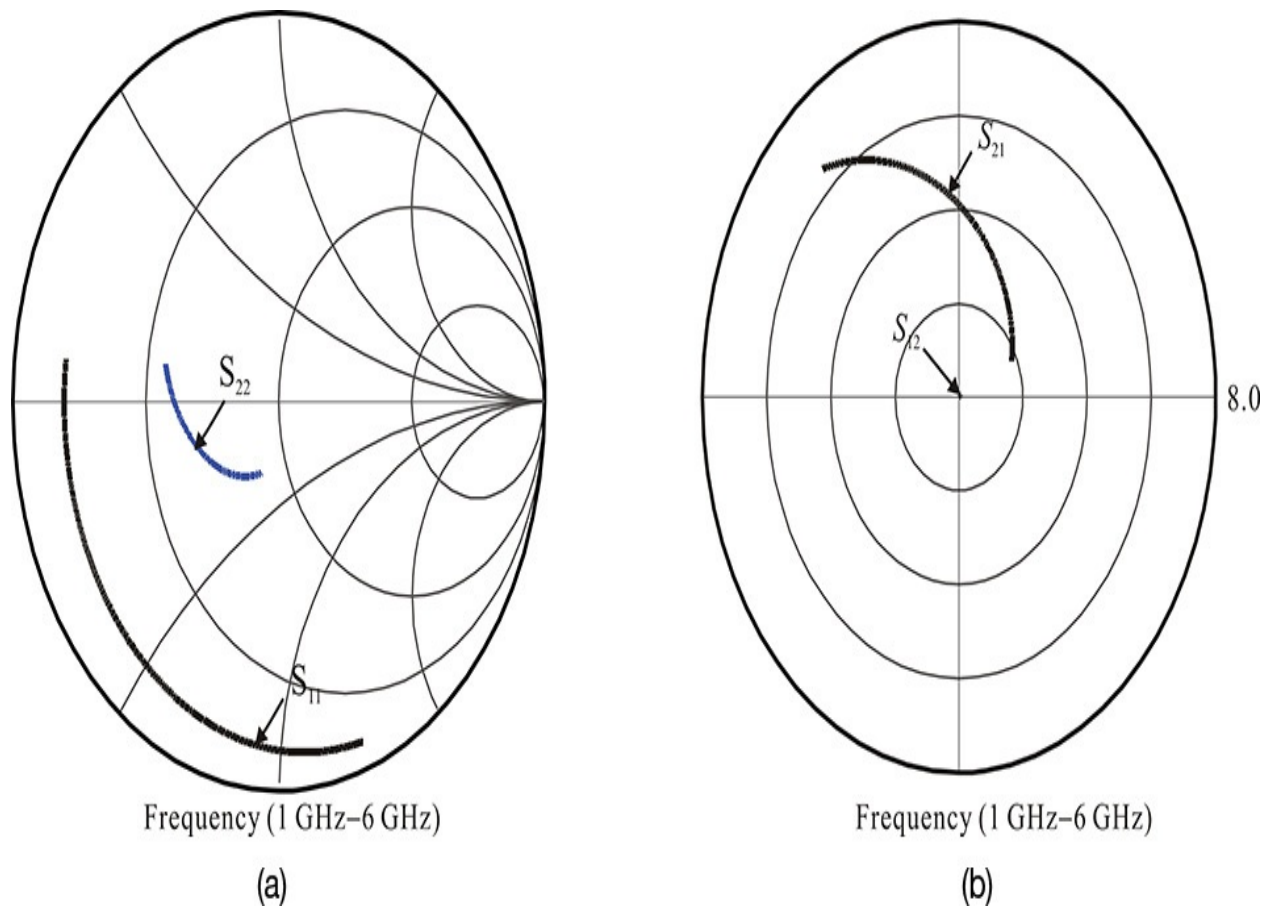 S22
S11
Frequency (1 GHz–6 GHz)
(a)
S21
S12
8.0
Frequency (1 GHz–6 GHz)
(b)